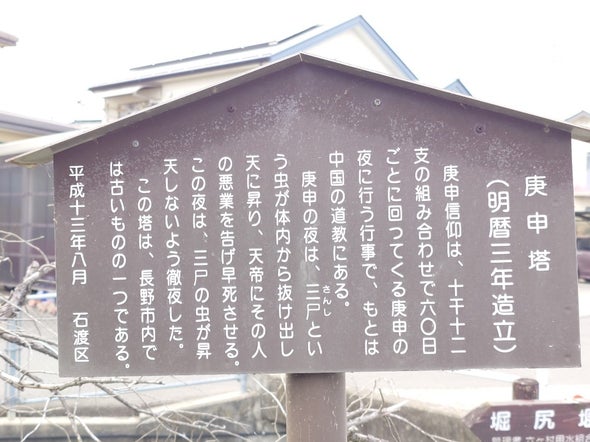 庚申塔
（明暦三年造立）
庚申信仰は、十干十二
支の組み合わせで六〇日
ごとに回ってくる庚申の
夜に行う行事で、もとは
中国の道教にある。
庚申の夜は、三尸とい
さんし
う虫が体内から抜け出し
天に昇り、天帝にその人
の悪業を告げ早死させる。
この夜は、三尸の虫が昇
天しないよう徹夜した。
この塔は、長野市内で
は古いものの一つである。
平成十三年八月　石渡区
堀尻堰